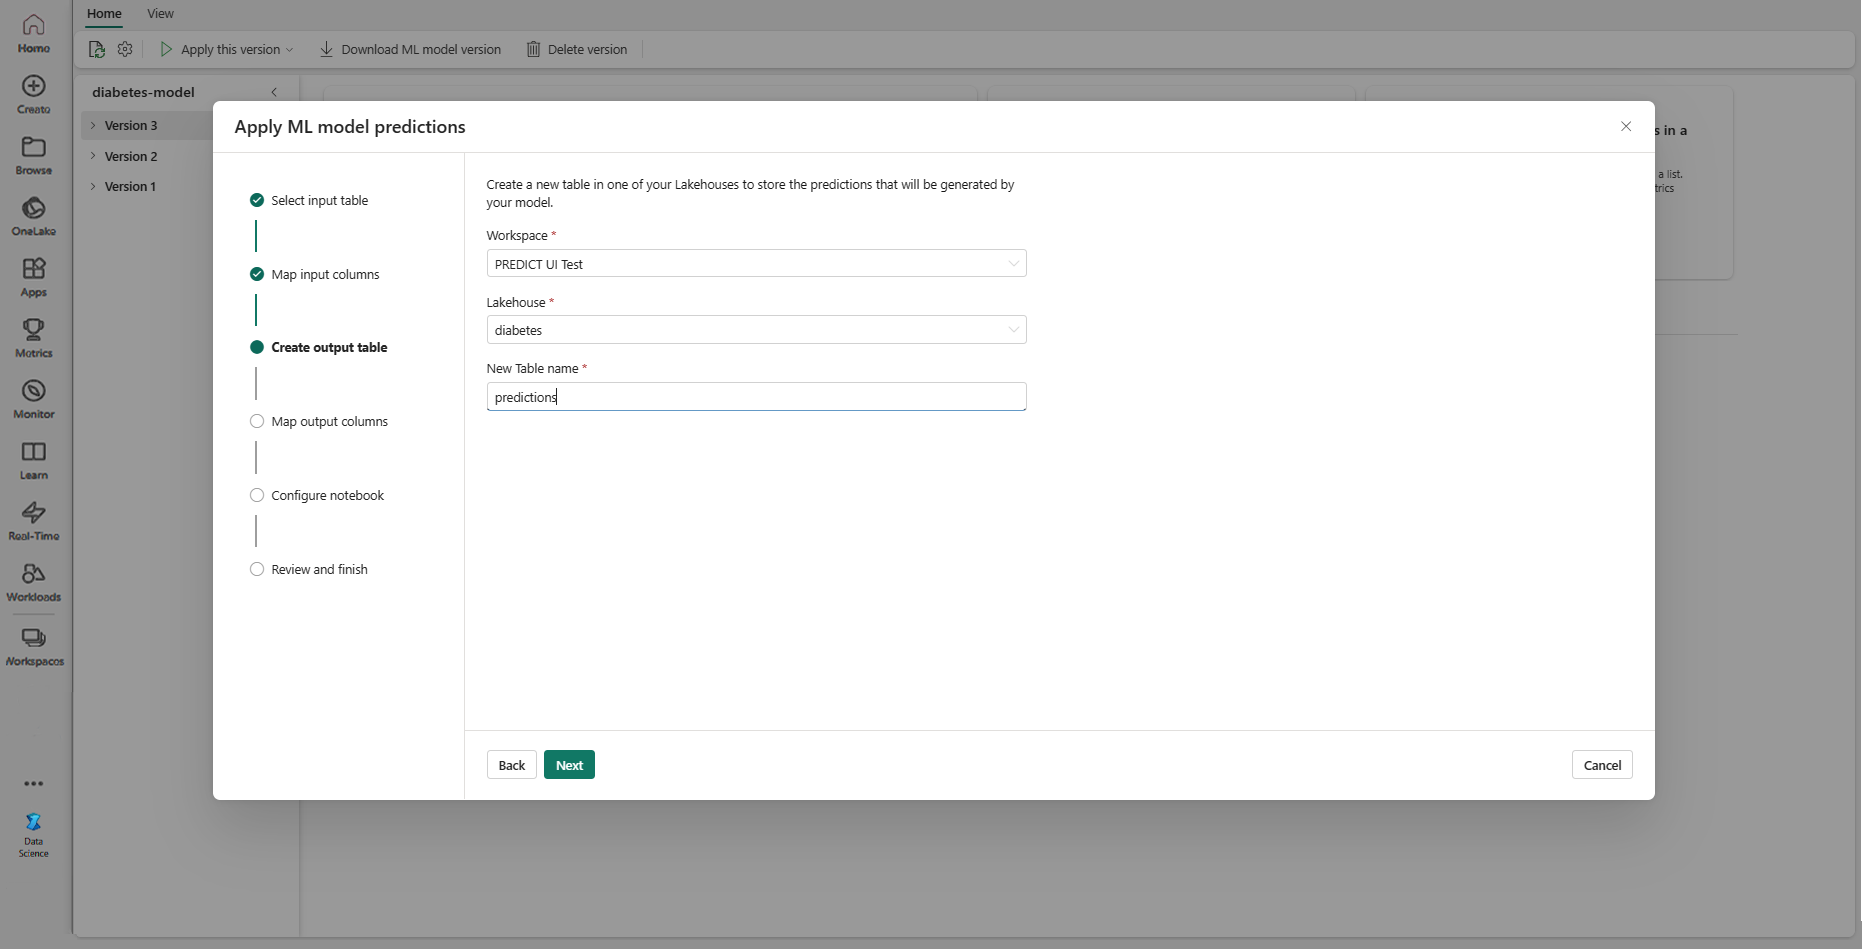 Home View
Apply this version Download ML model version Delete version
Home
Create
Browse
OneLake
Apps
Metrics
Monitor
Learn
Real-Time
Workloads
Workspaces
Data
Science
diabetes-model
Version 3
Version 2
Version 1
s in a
a list.
trics
Apply ML model predictions
Select input table
Map input columns
Create output table
Map output columns
Configure notebook
Review and finish
Create a new table in one of your Lakehouses to store the predictions that will be generated by
your model.
Workspace *
PREDICT UI Test
Lakehouse *
diabetes
New Table name *
predictions
Back Next Cancel